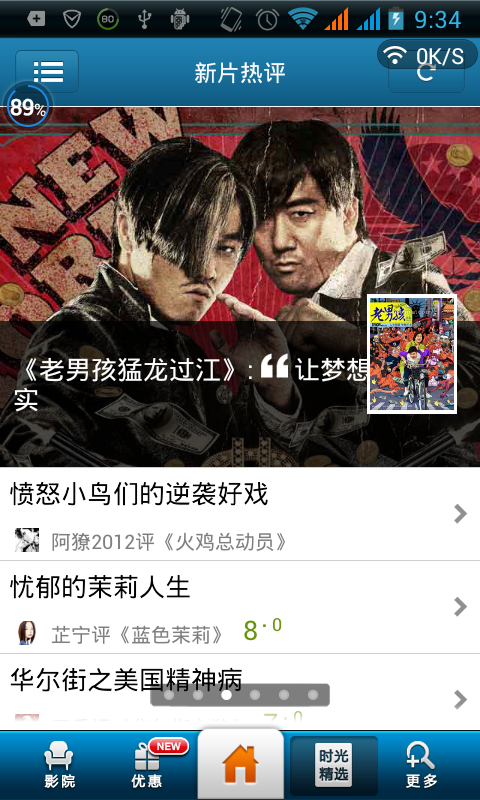 80
9:34
新片热评
0K/S
89%
NEW
老男孩
《老男孩猛龙过江》:“让梦想
实
愤怒小鸟们的逆袭好戏
阿獠2012评《火鸡总动员》
忧郁的茉莉人生
芷宁评《蓝色茉莉》 8.0
华尔街之美国精神病
影院
优惠
NEW
时光
精选
更多